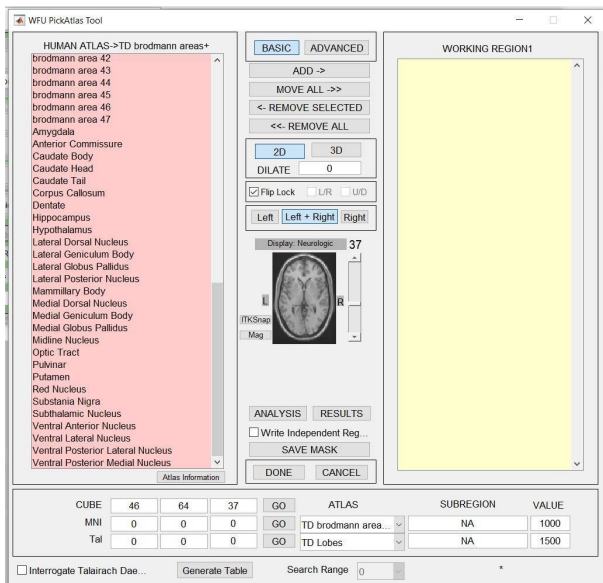 WFU PickAtlas Tool
HUMAN ATLAS->TD brodmann areas+
brodmann area 42
brodmann area 43
brodmann area 44
brodmann area 45
brodmann area 46
brodmann area 47
Amygdala
Anterior Commissure
Caudate Body
Caudate Head
Caudate Tail
Corpus Callosum
Dentate
Hippocampus
Hypothalamus
Lateral Dorsal Nucleus
Lateral Geniculum Body
Lateral Globus Pallidus
Lateral Posterior Nucleus
Mammillary Body
Medial Dorsal Nucleus
Medial Geniculum Body
Medial Globus Pallidus
Midline Nucleus
Optic Tract
Pulvinar
Putamen
Red Nucleus
Substania Nigra
Subthalamic Nucleus
Ventral Anterior Nucleus
Ventral Lateral Nucleus
Ventral Posterior Lateral Nucleus
Ventral Posterior Medial Nucleus
Atlas Information
BASIC ADVANCED
ADD ->
MOVE ALL ->>
<- REMOVE SELECTED
<<- REMOVE ALL
2D 3D
DILATE 0
Flip Lock L/R U/D
Left Left + Right Right
Display: Neurologic 37
L R
ITKSnap
Mag
ANALYSIS RESULTS
Write Independent Reg...
SAVE MASK
DONE CANCEL
WORKING REGION1
CUBE 46 64 37 GO ATLAS SUBREGION VALUE
MNI 0 0 0 GO TD brodmann area... NA 1000
Tal 0 0 0 GO TD Lobes NA 1500
Interrogate Talairach Dae... Generate Table Search Range 0 *